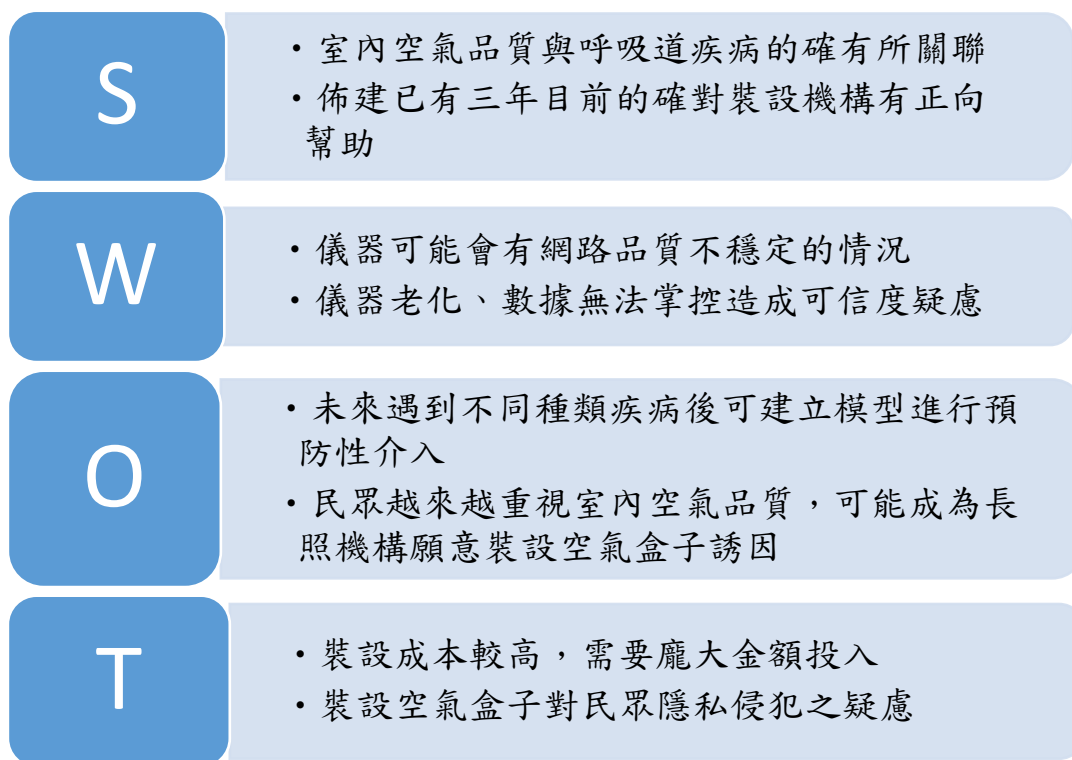 S
・室內空氣品質與呼吸道疾病的確有所關聯
・佈建已有三年目前的確對裝設機構有正向
幫助
W
・儀器可能會有網路品質不穩定的情況
・儀器老化、數據無法掌控造成可信度疑慮
O
・未來遇到不同種類疾病後可建立模型進行預
防性介入
・民眾越來越重視室內空氣品質，可能成為長
照機構願意裝設空氣盒子誘因
T
・裝設成本較高，需要龐大金額投入
・裝設空氣盒子對民眾隱私侵犯之疑慮